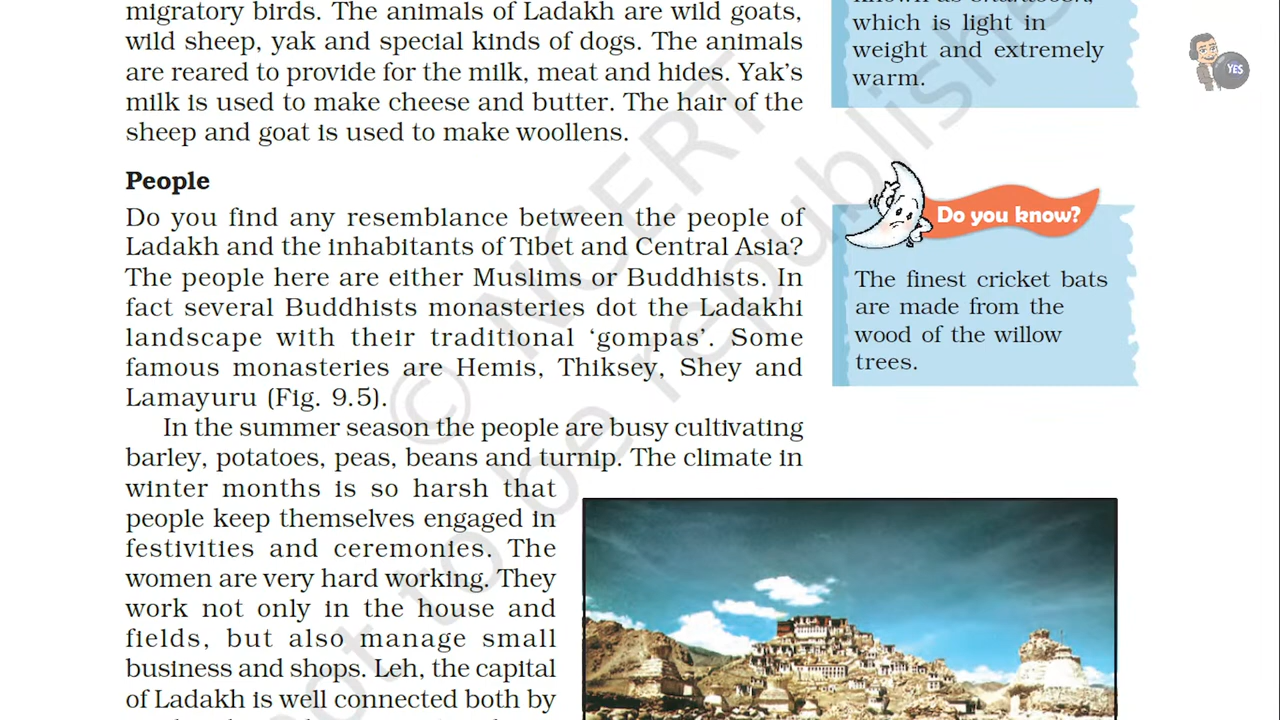 migratory birds. The animals of Ladakh are wild goats,
wild sheep, yak and special kinds of dogs. The animals
are reared to provide for the milk, meat and hides. Yak's
milk is used to make cheese and butter. The hair of the
sheep and goat is used to make woollens.
People
Do you find any resemblance between the people of
Ladakh and the inhabitants of Tibet and Central Asia?
The people here are either Muslims or Buddhists. In
fact several Buddhists monasteries dot the Ladakhi
landscape with their traditional ‘gompas’. Some
famous monasteries are Hemis, Thiksey, Shey and
Lamayuru (Fig. 9.5).
In the summer season the people are busy cultivating
barley, potatoes, peas, beans and turnip. The climate in
winter months is so harsh that
people keep themselves engaged in
festivities and ceremonies. The
women are very hard working. They
work not only in the house and
fields, but also manage small
business and shops. Leh, the capital
of Ladakh is well connected both by
which is light in
weight and extremely
warm.
Do you know?
The finest cricket bats
are made from the
wood of the willow
trees.
YES
© NCERT
not to be republished